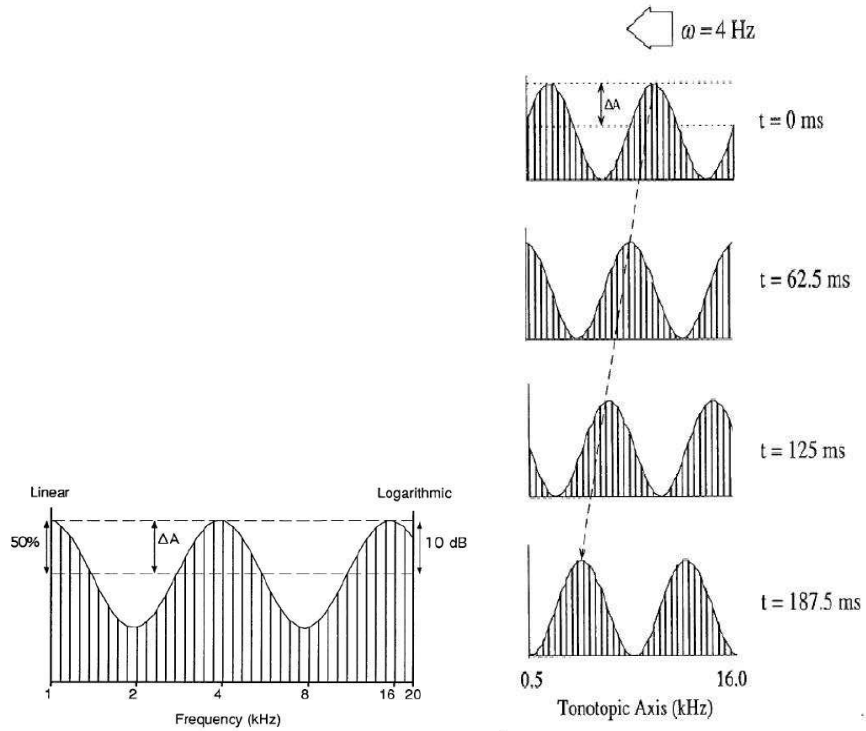 ω = 4 Hz
ΔA
t = 0 ms
t = 62.5 ms
t = 125 ms
t = 187.5 ms
0.5 16.0
Tonotopic Axis (kHz)
Linear Logarithmic
50% ΔA 10 dB
1 2 4 8 16 20
Frequency (kHz)